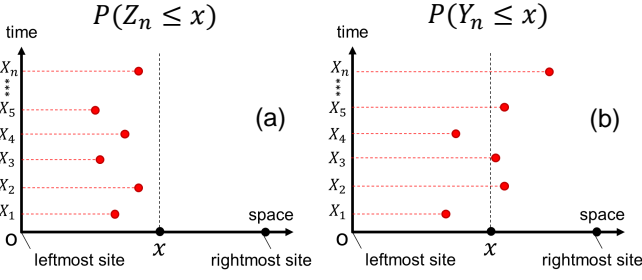 P(Zₙ ≤ x)
time
Xₙ
X₅
X₄
X₃
X₂
X₁
(a)
space
O
x
leftmost site
rightmost site
P(Yₙ ≤ x)
time
Xₙ
X₅
X₄
X₃
X₂
X₁
(b)
space
O
x
leftmost site
rightmost site